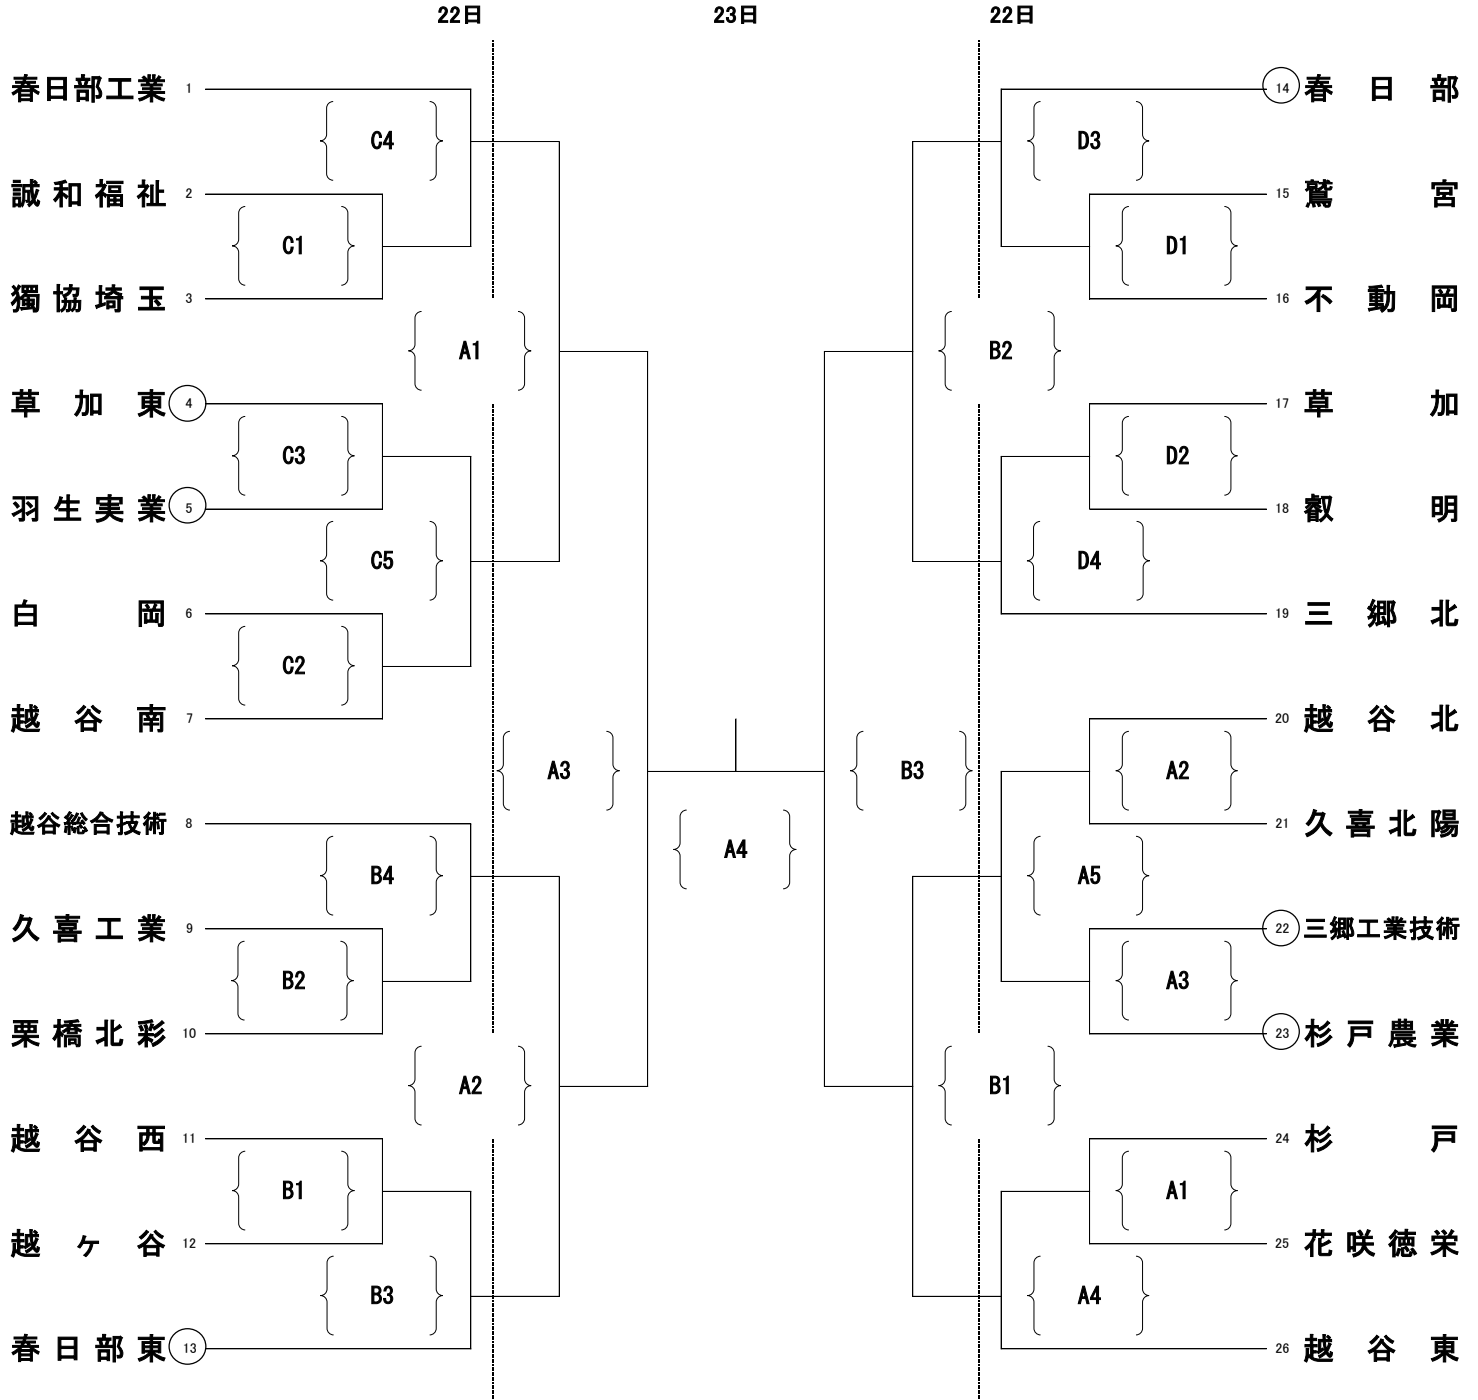 22日 23日 22日
春日部工業 1
C4
誠和福祉 2
C1
獨協埼玉 3
A1
草加東 4
C3
羽生実業 5
C5
白岡 6
C2
越谷南 7
A3
越谷総合技術 8
B4
久喜工業 9
B2
栗橋北彩 10
A2
越谷西 11
B1
越ヶ谷 12
B3
春日部東 13
A4
14 春日部
D3
15 鷲宮
D1
16 不動岡
B2
17 草加
D2
18 叡明
D4
19 三郷北
20 越谷北
B3
A2
21 久喜北陽
A5
22 三郷工業技術
A3
23 杉戸農業
B1
24 杉戸
A1
25 花咲徳栄
A4
26 越谷東